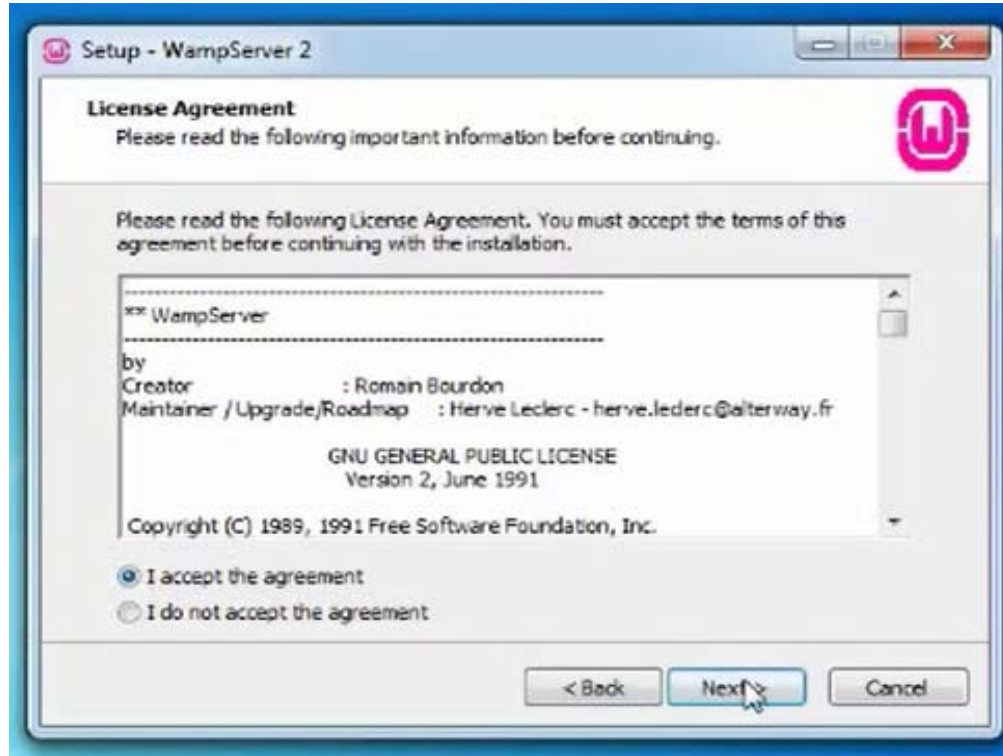 Setup - WampServer 2
License Agreement
Please read the following important information before continuing.
Please read the following License Agreement. You must accept the terms of this
agreement before continuing with the installation.
---------------------------------------------------------------
** WampServer
---------------------------------------------------------------
by
Creator : Romain Bourdon
Maintainer / Upgrade/Roadmap : Herve Leclerc - herve.leclerc@alterway.fr
GNU GENERAL PUBLIC LICENSE
Version 2, June 1991
Copyright (C) 1989, 1991 Free Software Foundation, Inc.
I accept the agreement
I do not accept the agreement
< Back Next > Cancel